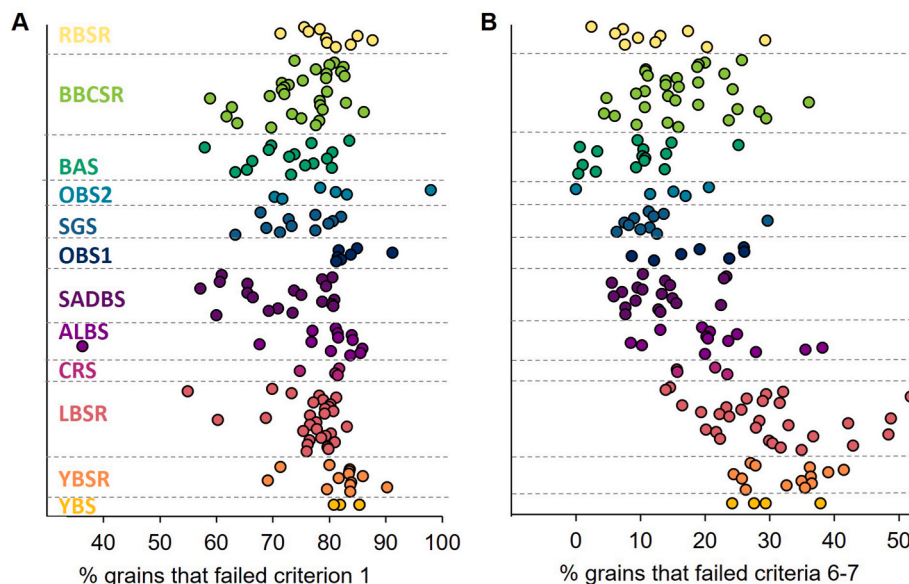 A
B
RBSR
BBCSR
BAS
OBS2
SGS
OBS1
SADBS
ALBS
CRS
LBSR
YBSR
YBS
40 50 60 70 80 90 100
0 10 20 30 40 50
% grains that failed criterion 1
% grains that failed criteria 6-7